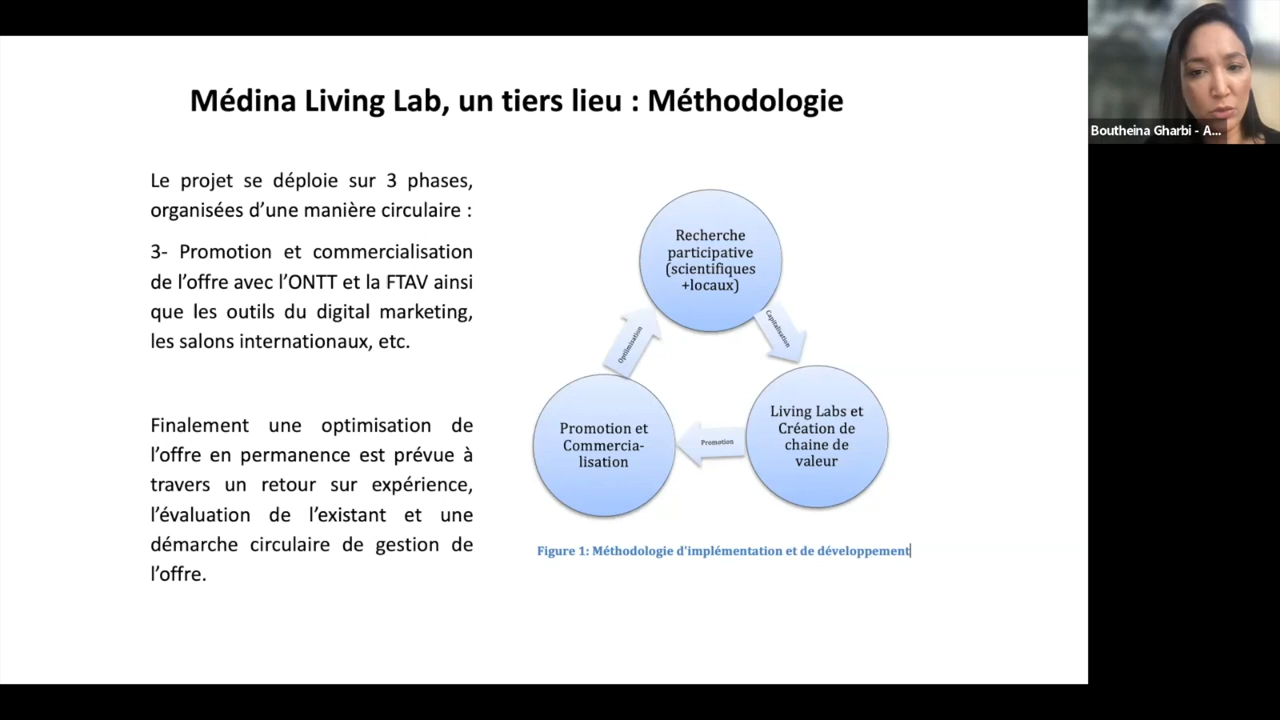 Médina Living Lab, un tiers lieu : Méthodologie
Boutheina Gharbi - A...
Le projet se déploie sur 3 phases,
organisées d’une manière circulaire :
3- Promotion et commercialisation
de l’offre avec l’ONTT et la FTAV ainsi
que les outils du digital marketing,
les salons internationaux, etc.
Finalement une optimisation de
l’offre en permanence est prévue à
travers un retour sur expérience,
l’évaluation de l’existant et une
démarche circulaire de gestion de
l’offre.
Recherche
participative
(scientifiques
+locaux)
Capitalisation
Living Labs et
Création de
chaine de
valeur
Promotion
Promotion et
Commercia-
lisation
Optimisation
Figure 1: Méthodologie d'implémentation et de développement